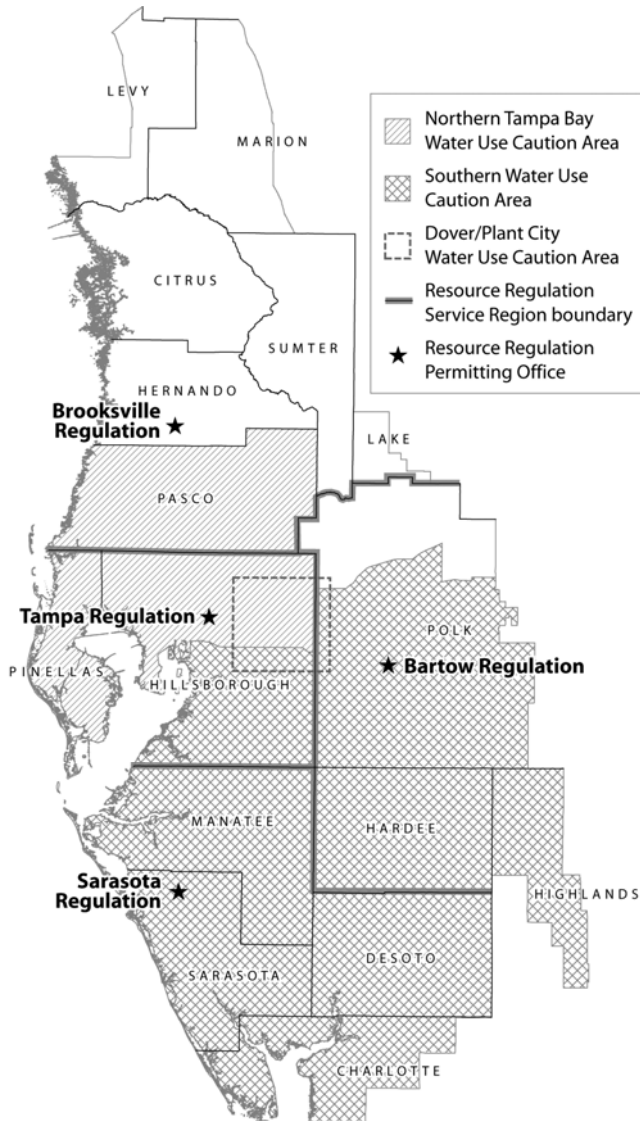 LEVY
MARION
Northern Tampa Bay
Water Use Caution Area
Southern Water Use
Caution Area
Dover/Plant City
Water Use Caution Area
Resource Regulation
Service Region boundary
Resource Regulation
Permitting Office
CITRUS
SUMTER
HERNANDO
Brooksville
Regulation
LAKE
PASCO
Tampa Regulation
POLK
PINELLAS
HILLSBOROUGH
Bartow Regulation
MANATEE
HARDEE
Sarasota
Regulation
HIGHLANDS
DESOTO
SARASOTA
CHARLOTTE